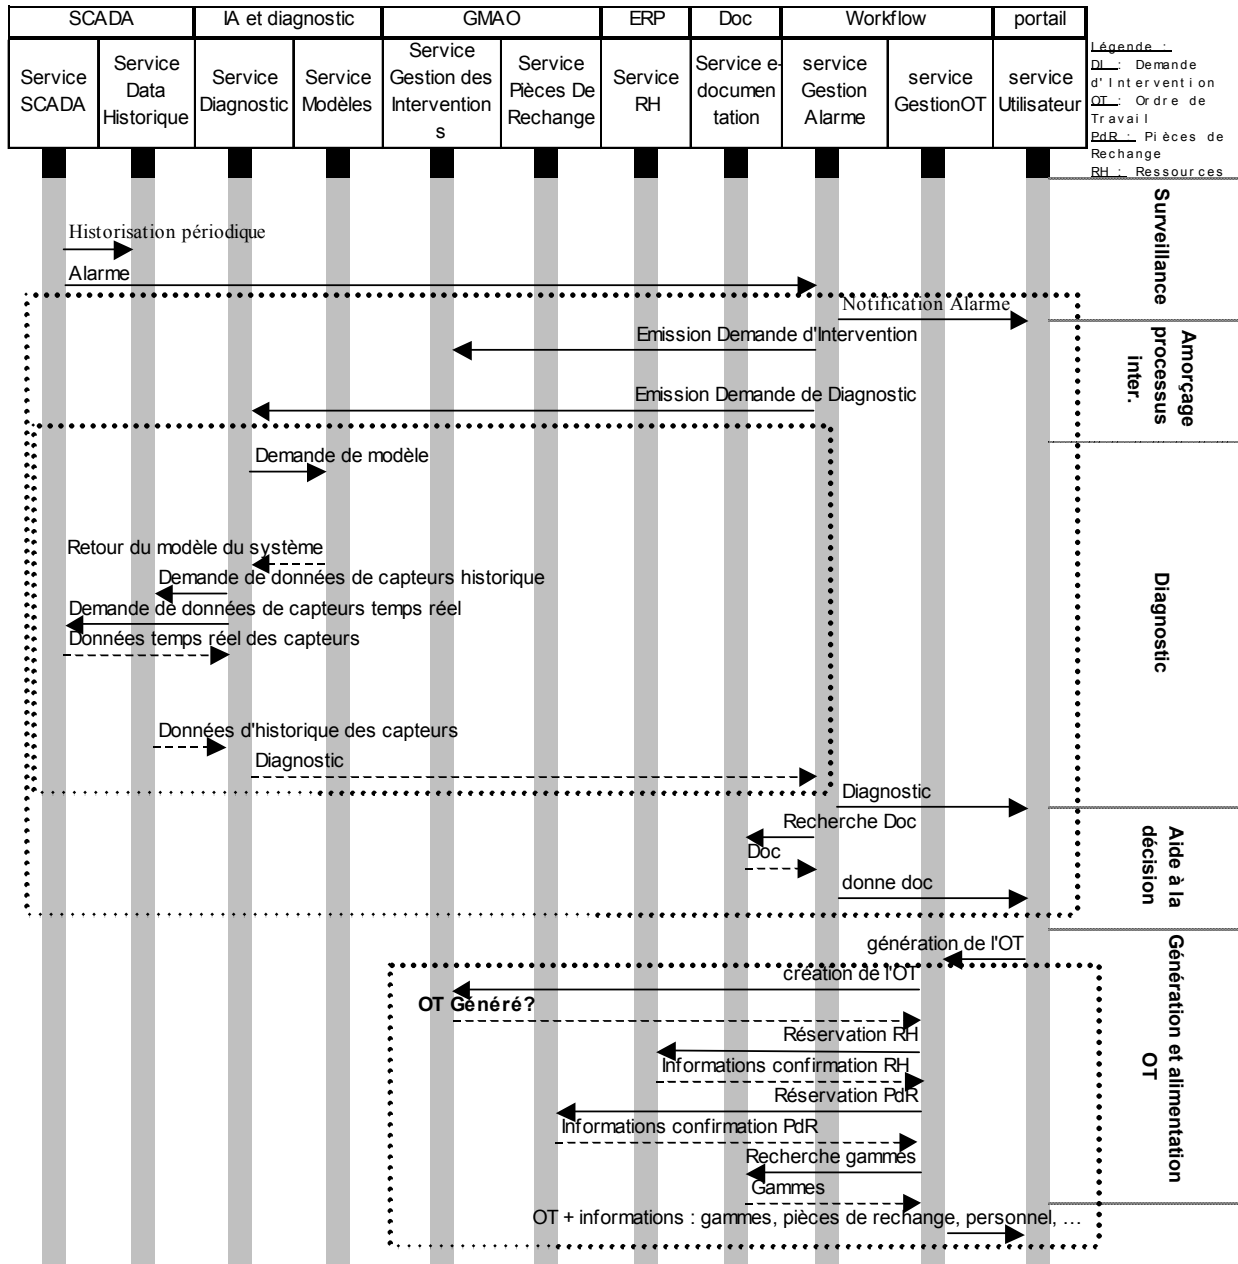 SCADA
IA et diagnostic
GMAO
ERP
Doc
Workflow
portail
Service
SCADA
Service
Data
Historique
Service
Diagnostic
Service
Modèles
Service
Gestion des
Intervention
s
Service
Pièces De
Rechange
Service
RH
Service e-
documen
tation
service
Gestion
Alarme
service
GestionOT
service
Utilisateur
Légende :
DI : Demande
d'Intervention
OT : Ordre de
Travail
PdR : Pièces de
Rechange
RH : Ressources
Historisation périodique
Alarme
Notification Alarme
Surveillance
Emission Demande d'Intervention
Emission Demande de Diagnostic
Amorçage
processus
inter.
Demande de modèle
Retour du modèle du système
Demande de données de capteurs historique
Demande de données de capteurs temps réel
Données temps réel des capteurs
Données d'historique des capteurs
Diagnostic
Diagnostic
Diagnostic
Recherche Doc
Doc
donne doc
Aide à la
décision
génération de l'OT
création de l'OT
OT Généré?
Réservation RH
Informations confirmation RH
Réservation PdR
Informations confirmation PdR
Recherche gammes
Gammes
Génération et alimentation
OT
OT + informations : gammes, pièces de rechange, personnel, …